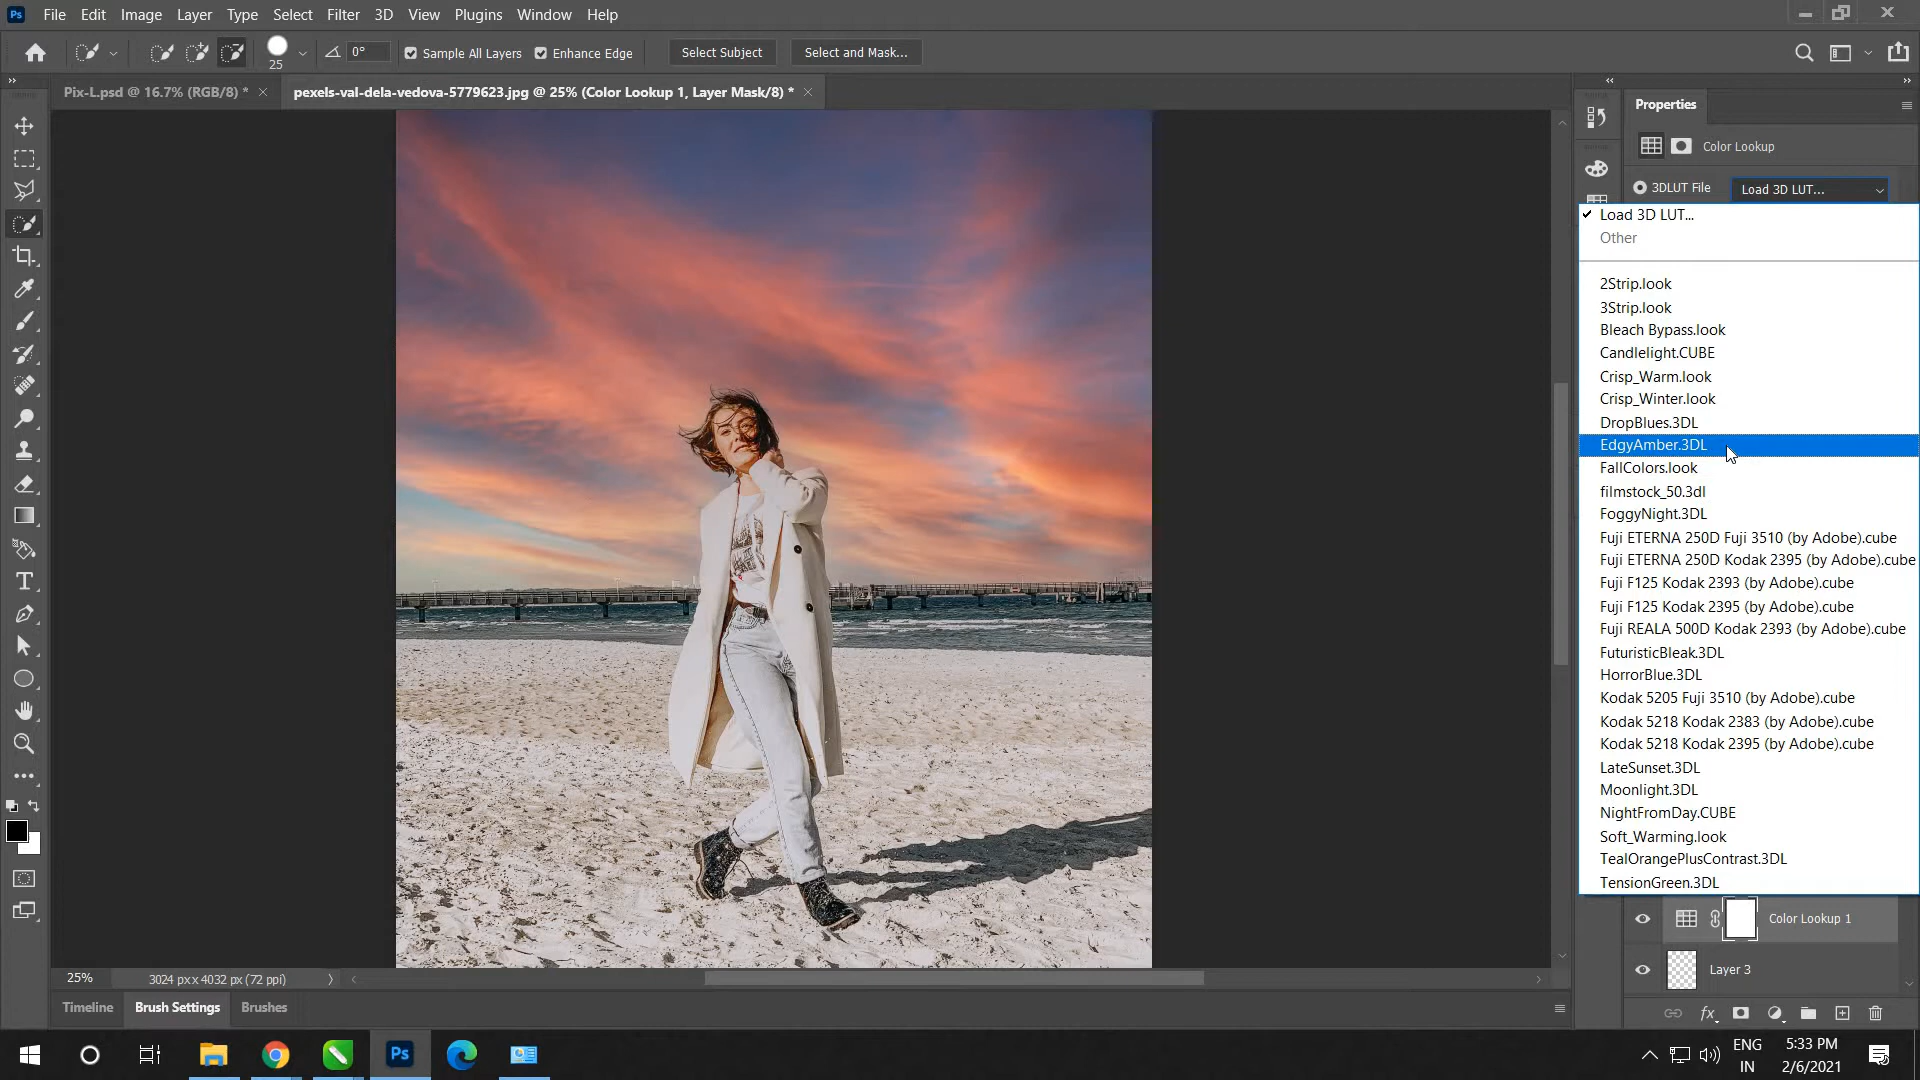 Ps File Edit Image Layer Type Select Filter 3D View Plugins Window Help
25 0° Sample All Layers Enhance Edge Select Subject Select and Mask...
Pix-L.psd @ 16.7% (RGB/8) * pexels-val-dela-vedova-5779623.jpg @ 25% (Color Lookup 1, Layer Mask/8) *
Properties
Color Lookup
3DLUT File Load 3D LUT...
Load 3D LUT...
Other
2Strip.look
3Strip.look
Bleach Bypass.look
Candlelight.CUBE
Crisp_Warm.look
Crisp_Winter.look
DropBlues.3DL
EdgyAmber.3DL
FallColors.look
filmstock_50.3dl
FoggyNight.3DL
Fuji ETERNA 250D Fuji 3510 (by Adobe).cube
Fuji ETERNA 250D Kodak 2395 (by Adobe).cube
Fuji F125 Kodak 2393 (by Adobe).cube
Fuji F125 Kodak 2395 (by Adobe).cube
Fuji REALA 500D Kodak 2393 (by Adobe).cube
FuturisticBleak.3DL
HorrorBlue.3DL
Kodak 5205 Fuji 3510 (by Adobe).cube
Kodak 5218 Kodak 2383 (by Adobe).cube
Kodak 5218 Kodak 2395 (by Adobe).cube
LateSunset.3DL
Moonlight.3DL
NightFromDay.CUBE
Soft_Warming.look
TealOrangePlusContrast.3DL
TensionGreen.3DL
Color Lookup 1
Layer 3
25% 3024 px x 4032 px (72 ppi)
Timeline Brush Settings Brushes
fx
Ps
ENG
IN
5:33 PM
2/6/2021